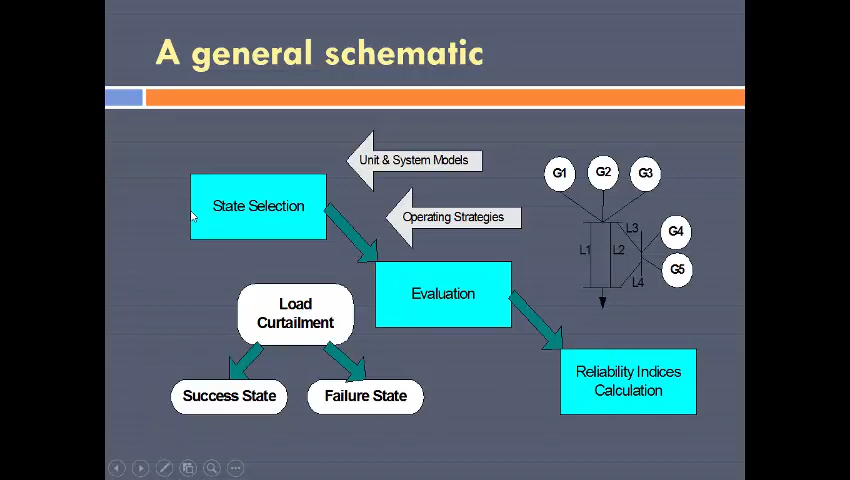 A general schematic
Unit & System Models
State Selection
Operating Strategies
G1
G2
G3
G4
G5
L1
L2
L3
L4
Evaluation
Load
Curtailment
Success State
Failure State
Reliability Indices
Calculation